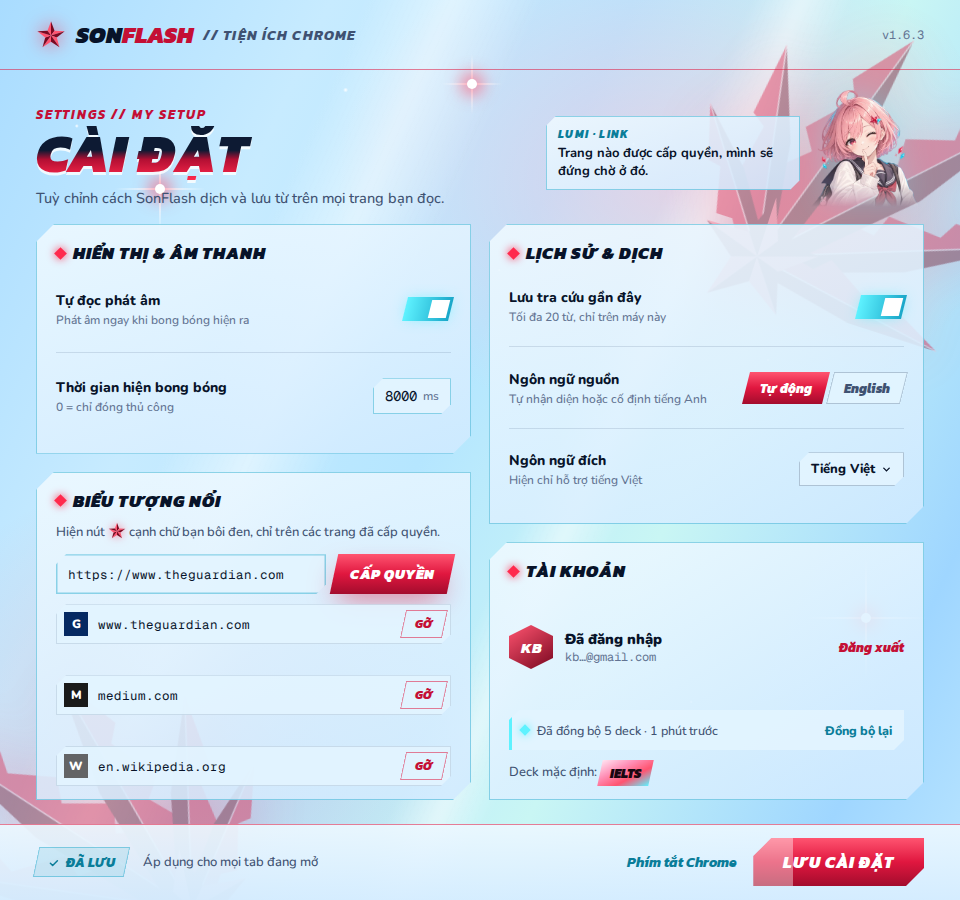 SONFLASH // TIỆN ÍCH CHROME
v1.6.3
SETTINGS // MY SETUP
CÀI ĐẶT
Tuỳ chỉnh cách SonFlash dịch và lưu từ trên mọi trang bạn đọc.
LUMI · LINK
Trang nào được cấp quyền, mình sẽ
đứng chờ ở đó.
HIỂN THỊ & ÂM THANH
Tự đọc phát âm
Phát âm ngay khi bong bóng hiện ra
Thời gian hiện bong bóng
0 = chỉ đóng thủ công
8000 ms
LỊCH SỬ & DỊCH
Lưu tra cứu gần đây
Tối đa 20 từ, chỉ trên máy này
Ngôn ngữ nguồn
Tự nhận diện hoặc cố định tiếng Anh
Tự động English
Ngôn ngữ đích
Hiện chỉ hỗ trợ tiếng Việt
Tiếng Việt
BIỂU TƯỢNG NỔI
Hiện nút cạnh chữ bạn bôi đen, chỉ trên các trang đã cấp quyền.
https://www.theguardian.com CẤP QUYỀN
G www.theguardian.com GỠ
M medium.com GỠ
W en.wikipedia.org GỠ
TÀI KHOẢN
KB
Đã đăng nhập
kb…@gmail.com
Đăng xuất
Đã đồng bộ 5 deck · 1 phút trước Đồng bộ lại
Deck mặc định: IELTS
ĐÃ LƯU Áp dụng cho mọi tab đang mở
Phím tắt Chrome LƯU CÀI ĐẶT